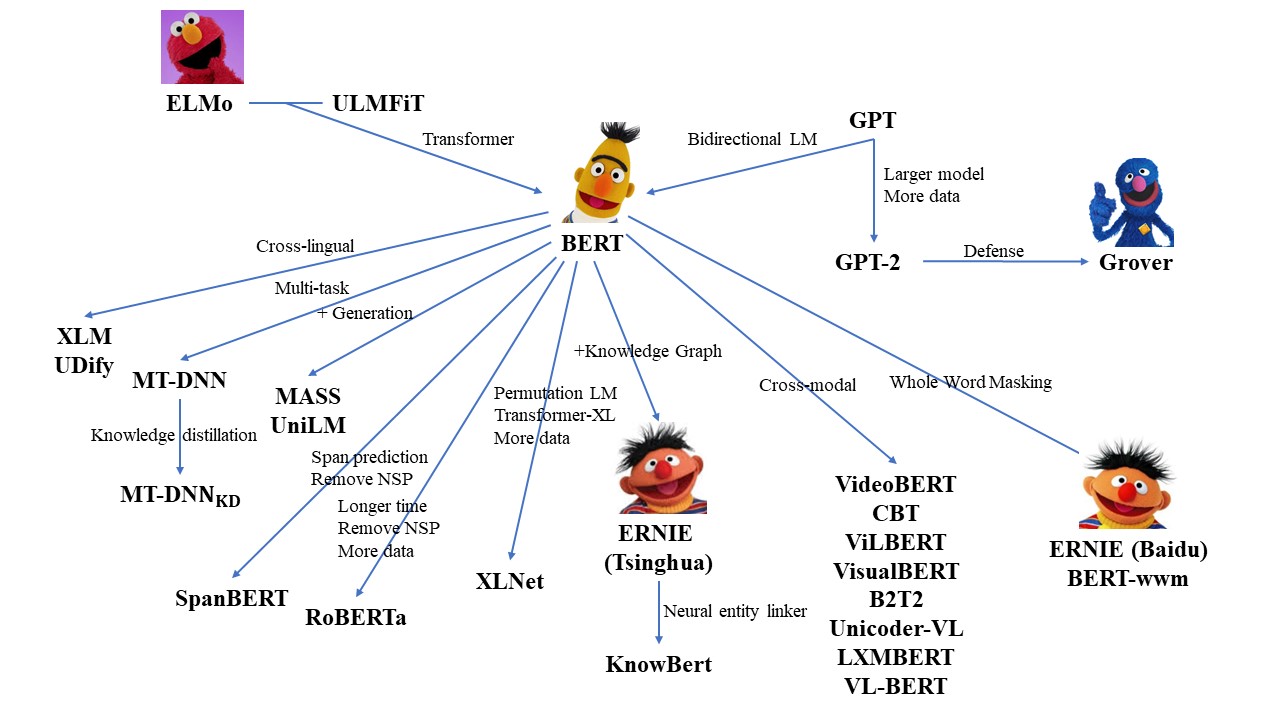 ELMo
ULMFiT
GPT
Transformer
Bidirectional LM
Larger model
More data
BERT
GPT-2
Defense
Grover
Cross-lingual
Multi-task
+ Generation
XLM
UDify
MT-DNN
MASS
UniLM
+Knowledge Graph
Cross-modal
Whole Word Masking
Permutation LM
Transformer-XL
More data
Knowledge distillation
MT-DNNKD
Span prediction
Remove NSP
Longer time
Remove NSP
More data
SpanBERT
RoBERTa
XLNet
ERNIE
(Tsinghua)
Neural entity linker
KnowBert
VideoBERT
CBT
ViLBERT
VisualBERT
B2T2
Unicoder-VL
LXMBERT
VL-BERT
ERNIE (Baidu)
BERT-wwm